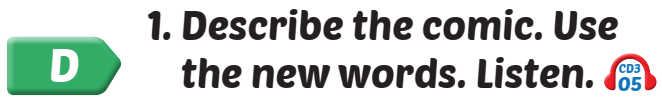 D
1. Describe the comic. Use
the new words. Listen.
CD3
05